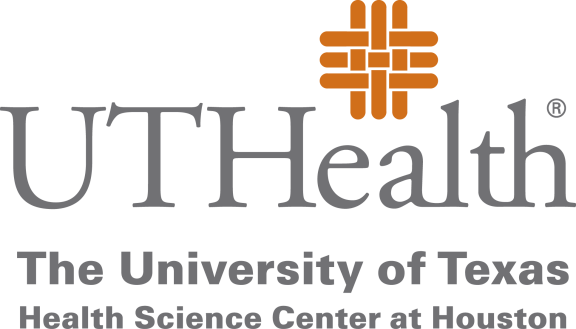 UTHealth®
The University of Texas
Health Science Center at Houston